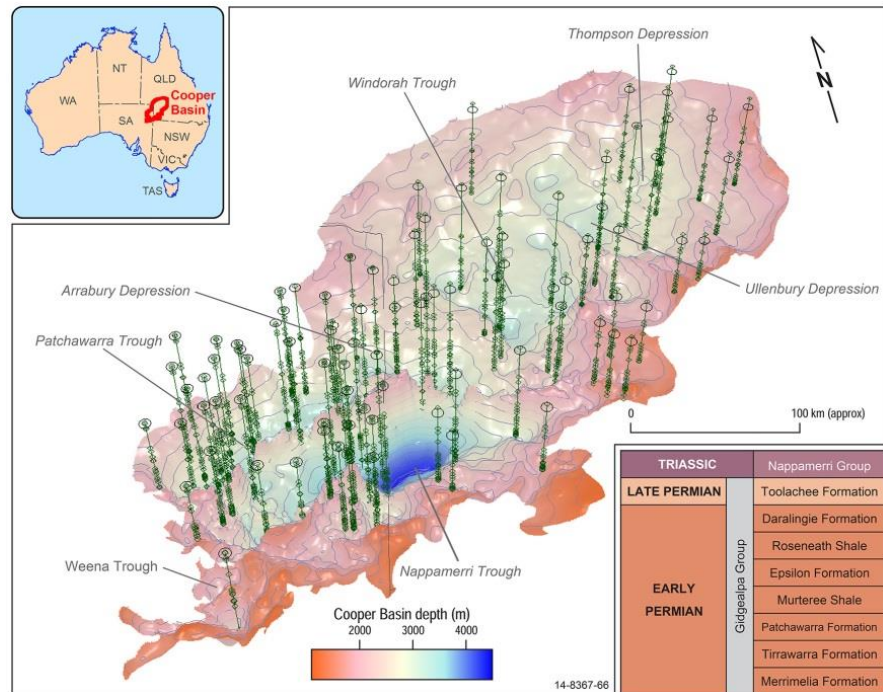 NT
QLD
WA
Cooper
Basin
SA
NSW
VIC
TAS
Thompson Depression
Windorah Trough
N
Arrabury Depression
Ullenbury Depression
Patchawarra Trough
0 100 km (approx)
Weena Trough
Nappamerri Trough
Cooper Basin depth (m)
2000 3000 4000
14-8367-66
TRIASSIC Nappamerri Group
LATE PERMIAN Toolachee Formation
Daralingie Formation
Roseneath Shale
Epsilon Formation
EARLY
PERMIAN
Gidgealpa Group
Murteree Shale
Patchawarra Formation
Tirrawarra Formation
Merrimelia Formation